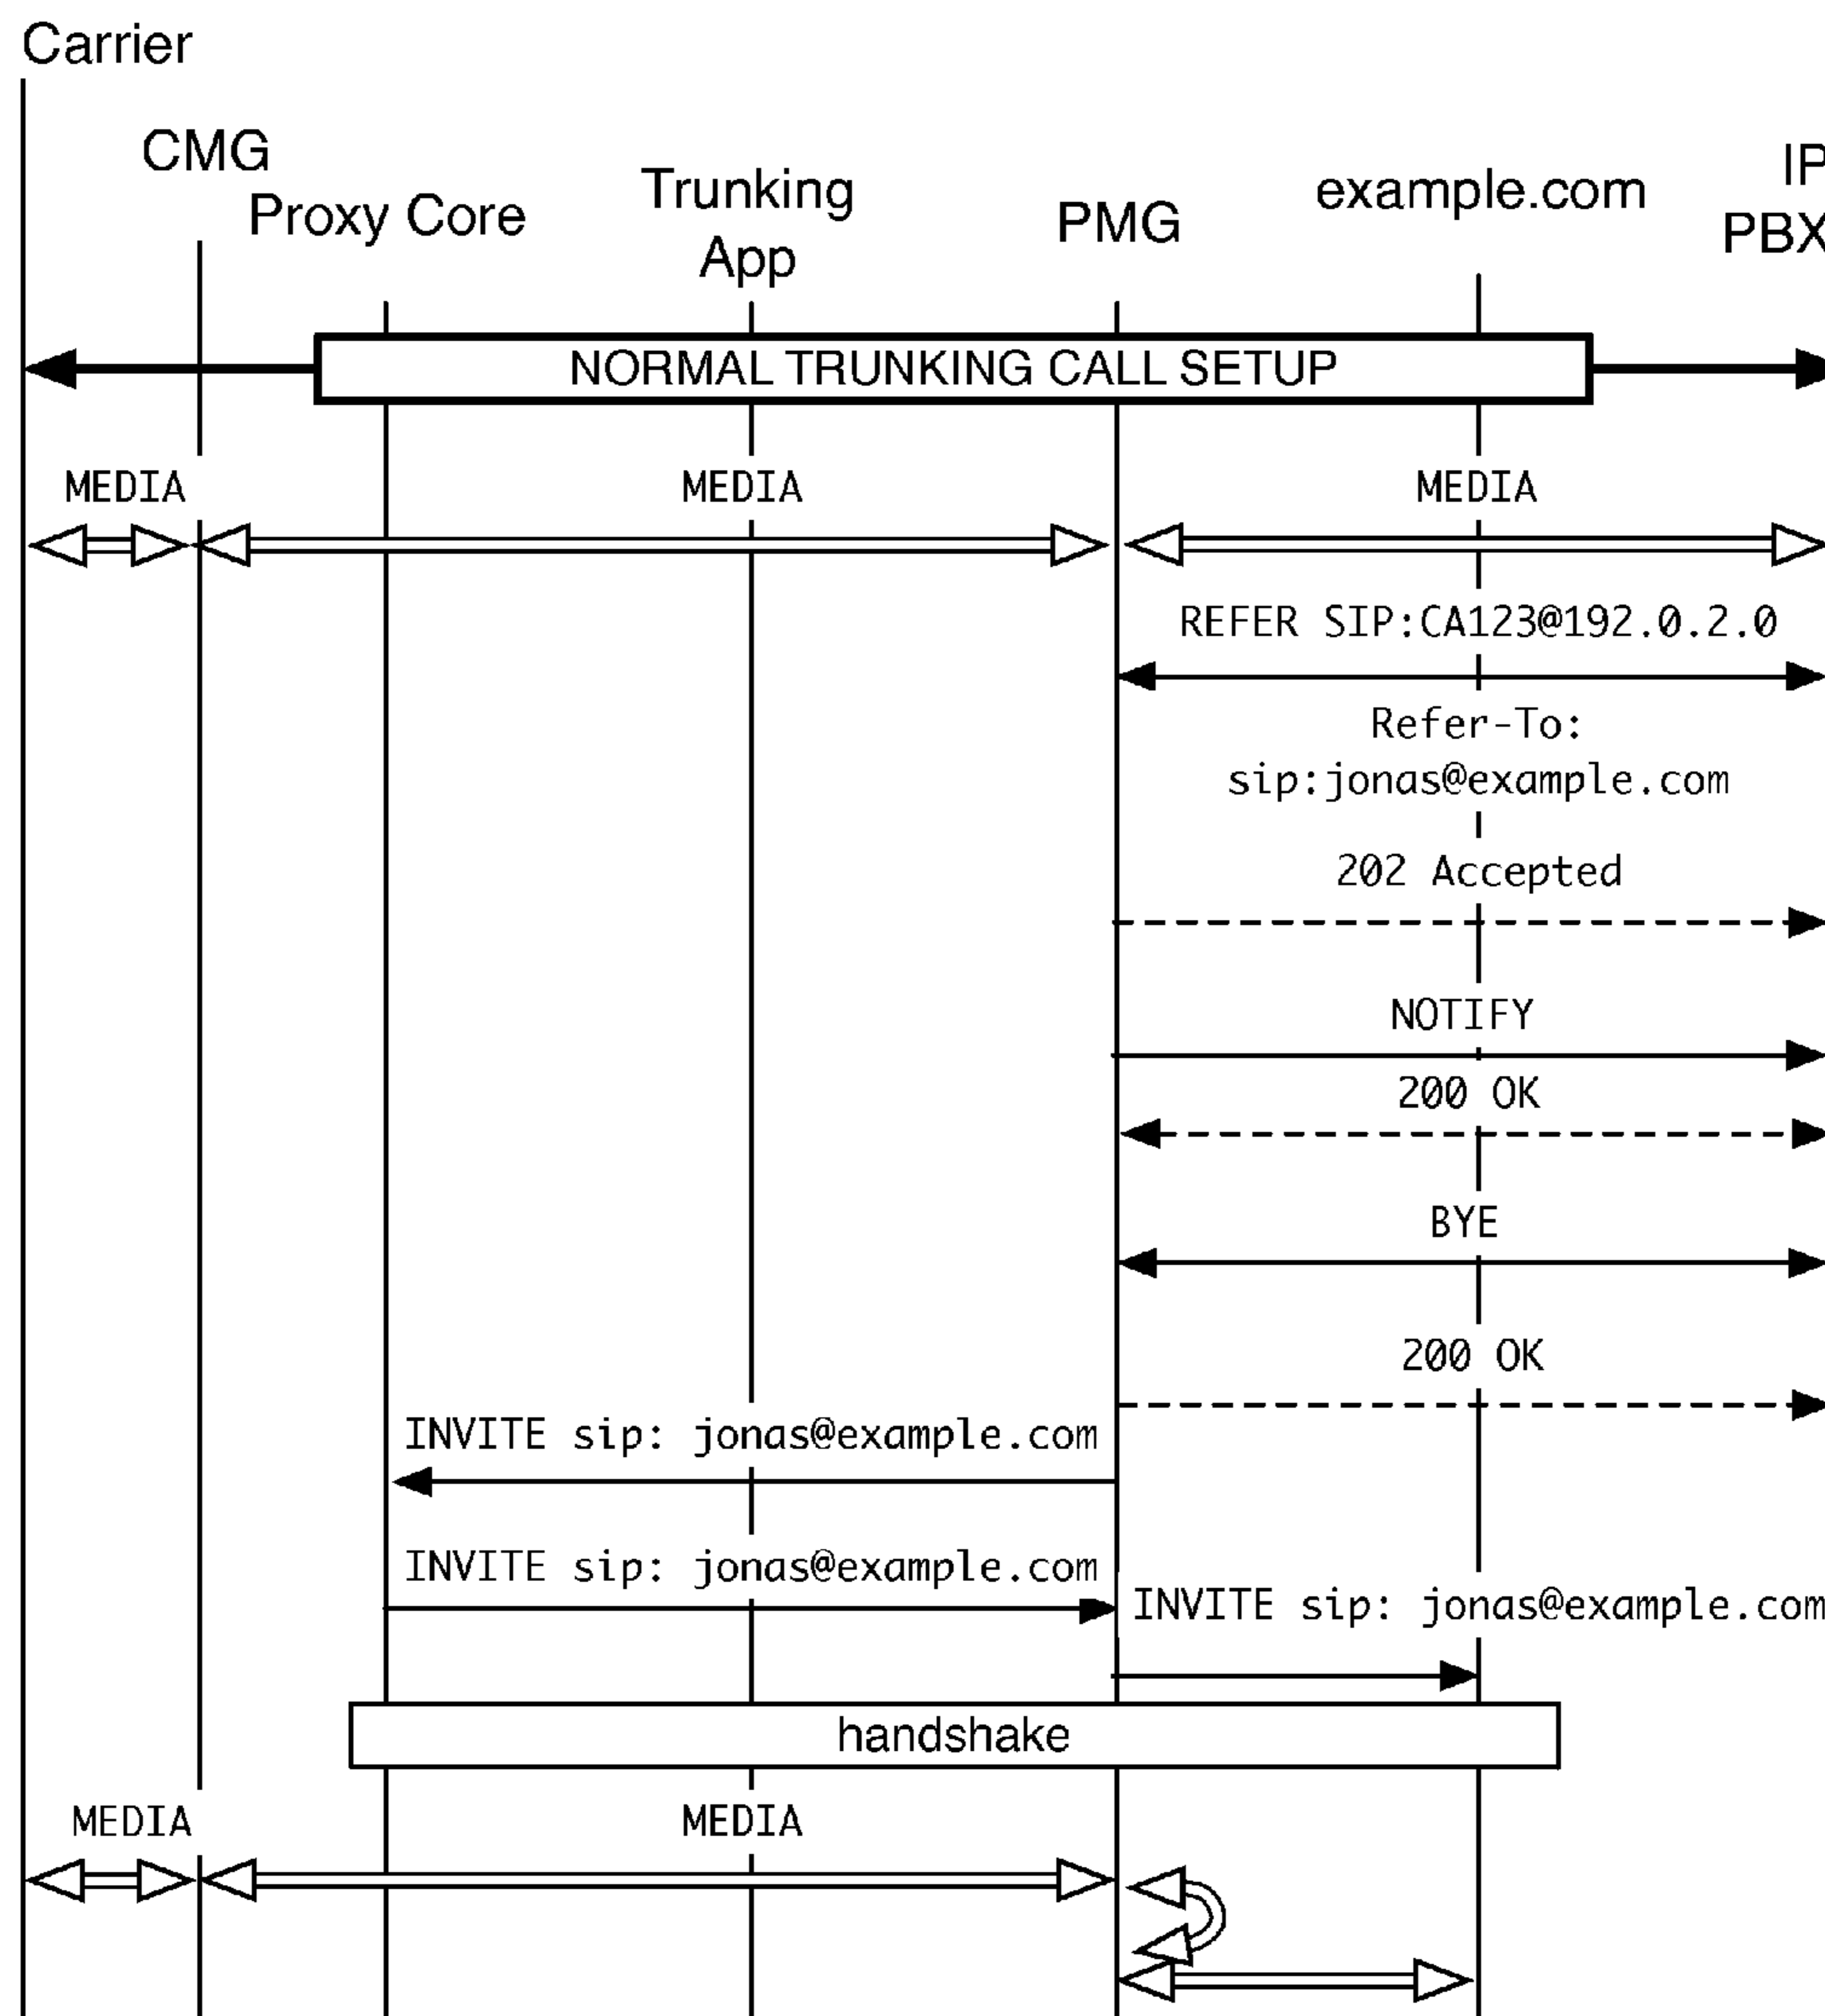 Carrier
CMG
Proxy Core
Trunking
App
PMG
example.com
IP
PBX
NORMAL TRUNKING CALL SETUP
MEDIA
MEDIA
MEDIA
REFER SIP:CA123@192.0.2.0
Refer-To:
sip:jonas@example.com
202 Accepted
NOTIFY
200 OK
BYE
200 OK
INVITE sip: jonas@example.com
INVITE sip: jonas@example.com
INVITE sip: jonas@example.com
handshake
MEDIA
MEDIA